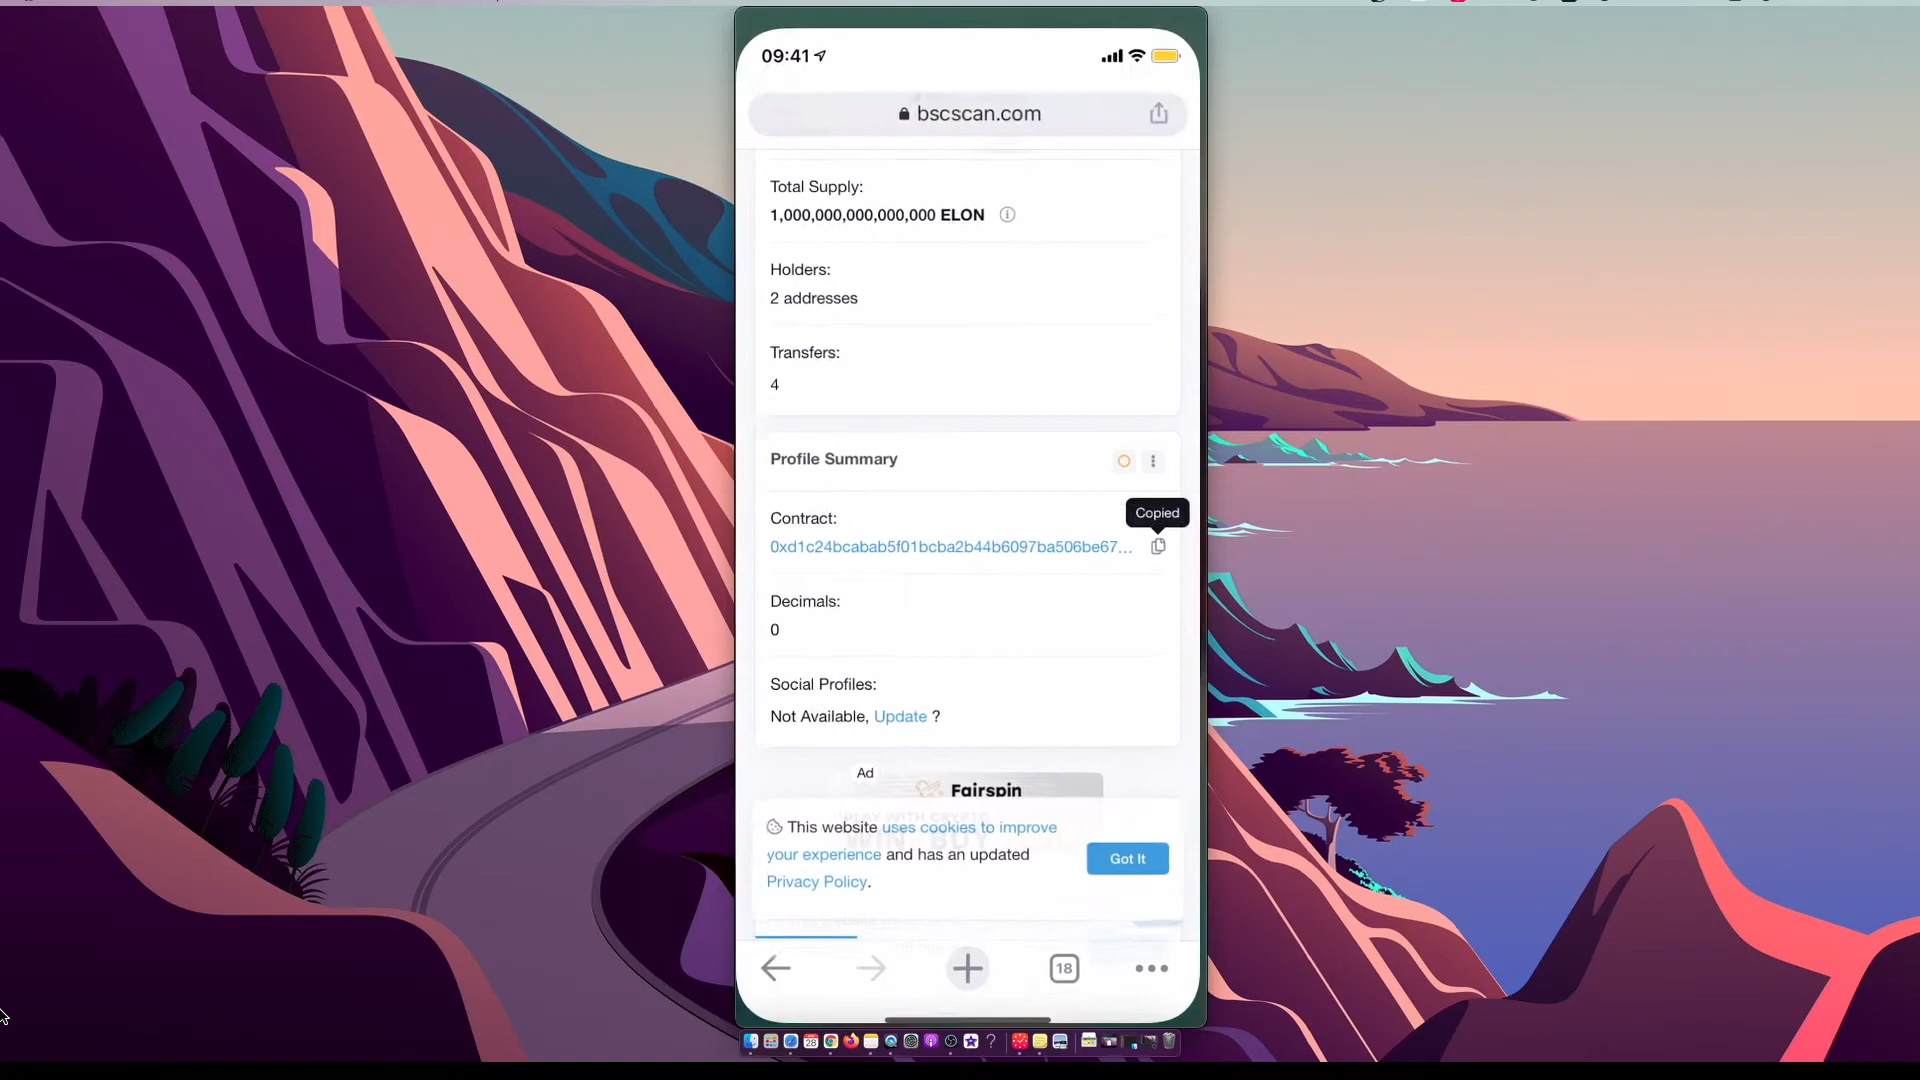 09:41
bscscan.com
Total Supply:
1,000,000,000,000,000 ELON
Holders:
2 addresses
Transfers:
4
Profile Summary
Copied
Contract:
0xd1c24bcabab5f01bcba2b44b6097ba506be67...
Decimals:
0
Social Profiles:
Not Available, Update ?
Ad
Fairspin
This website uses cookies to improve
your experience and has an updated
Privacy Policy.
Got It
18
28